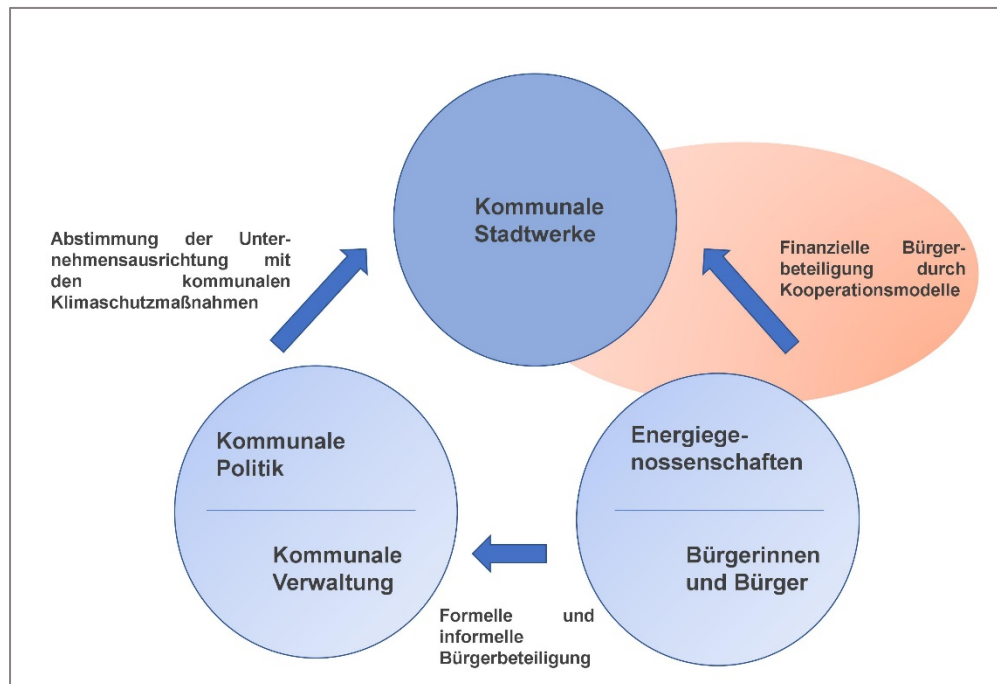 Kommunale
Stadtwerke
Abstimmung der Unter-
nehmensausrichtung mit
den kommunalen
Klimaschutzmaßnahmen
Finanzielle Bürger-
beteiligung durch
Kooperationsmodelle
Kommunale
Politik
Kommunale
Verwaltung
Energiege-
nossenschaften
Bürgerinnen
und Bürger
Formelle und
informelle
Bürgerbeteiligung